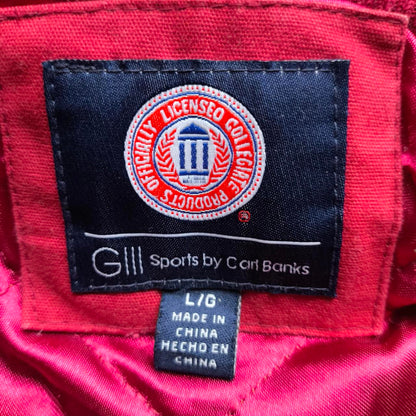 OFFICIALLY LICENSED COLLEGIATE PRODUCTS
GIII Sports by Carl Banks
L/G
MADE IN
CHINA
HECHO EN
CHINA